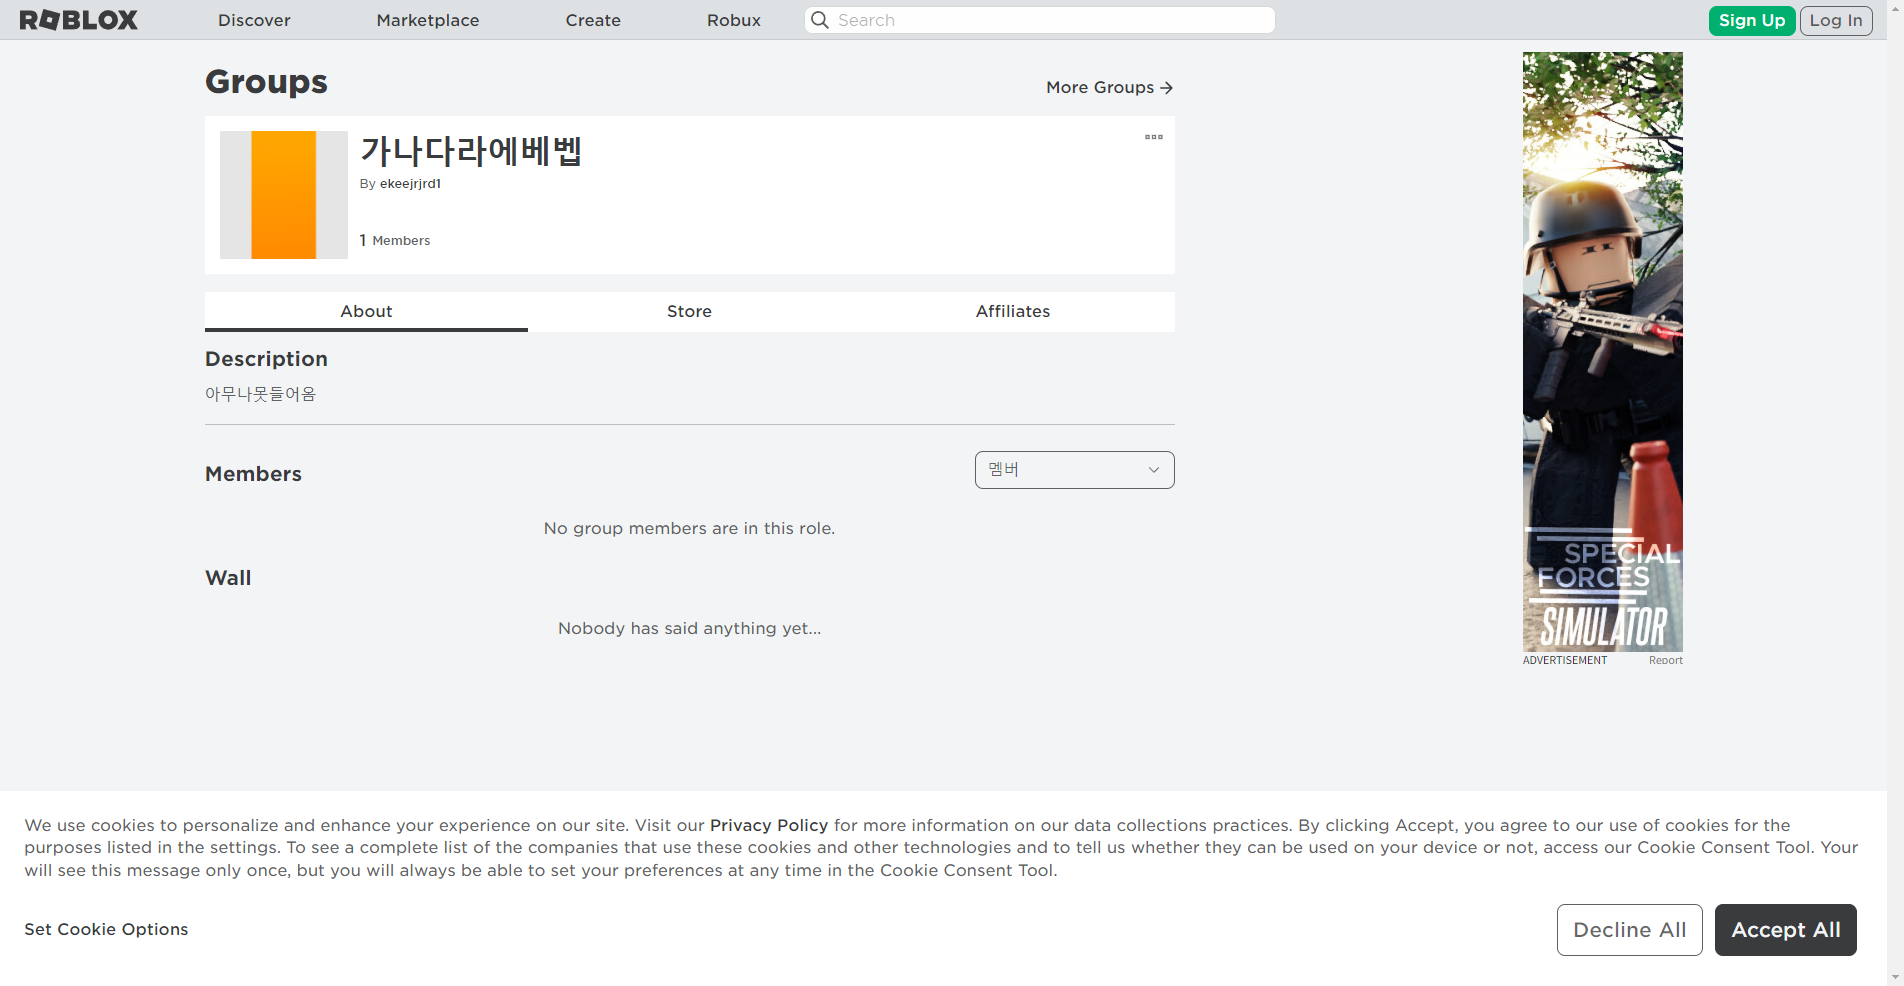 ROBLOX
Discover
Marketplace
Create
Robux
Search
Sign Up
Log In
Groups
More Groups →
가나다라에베벱
By ekeejrjrd1
1 Members
About
Store
Affiliates
Description
아무나못들어옴
Members
멤버
No group members are in this role.
Wall
Nobody has said anything yet...
SPECIAL
FORCES
SIMULATOR
ADVERTISEMENT
Report
We use cookies to personalize and enhance your experience on our site. Visit our Privacy Policy for more information on our data collections practices. By clicking Accept, you agree to our use of cookies for the
purposes listed in the settings. To see a complete list of the companies that use these cookies and other technologies and to tell us whether they can be used on your device or not, access our Cookie Consent Tool. Your
will see this message only once, but you will always be able to set your preferences at any time in the Cookie Consent Tool.
Set Cookie Options
Decline All
Accept All